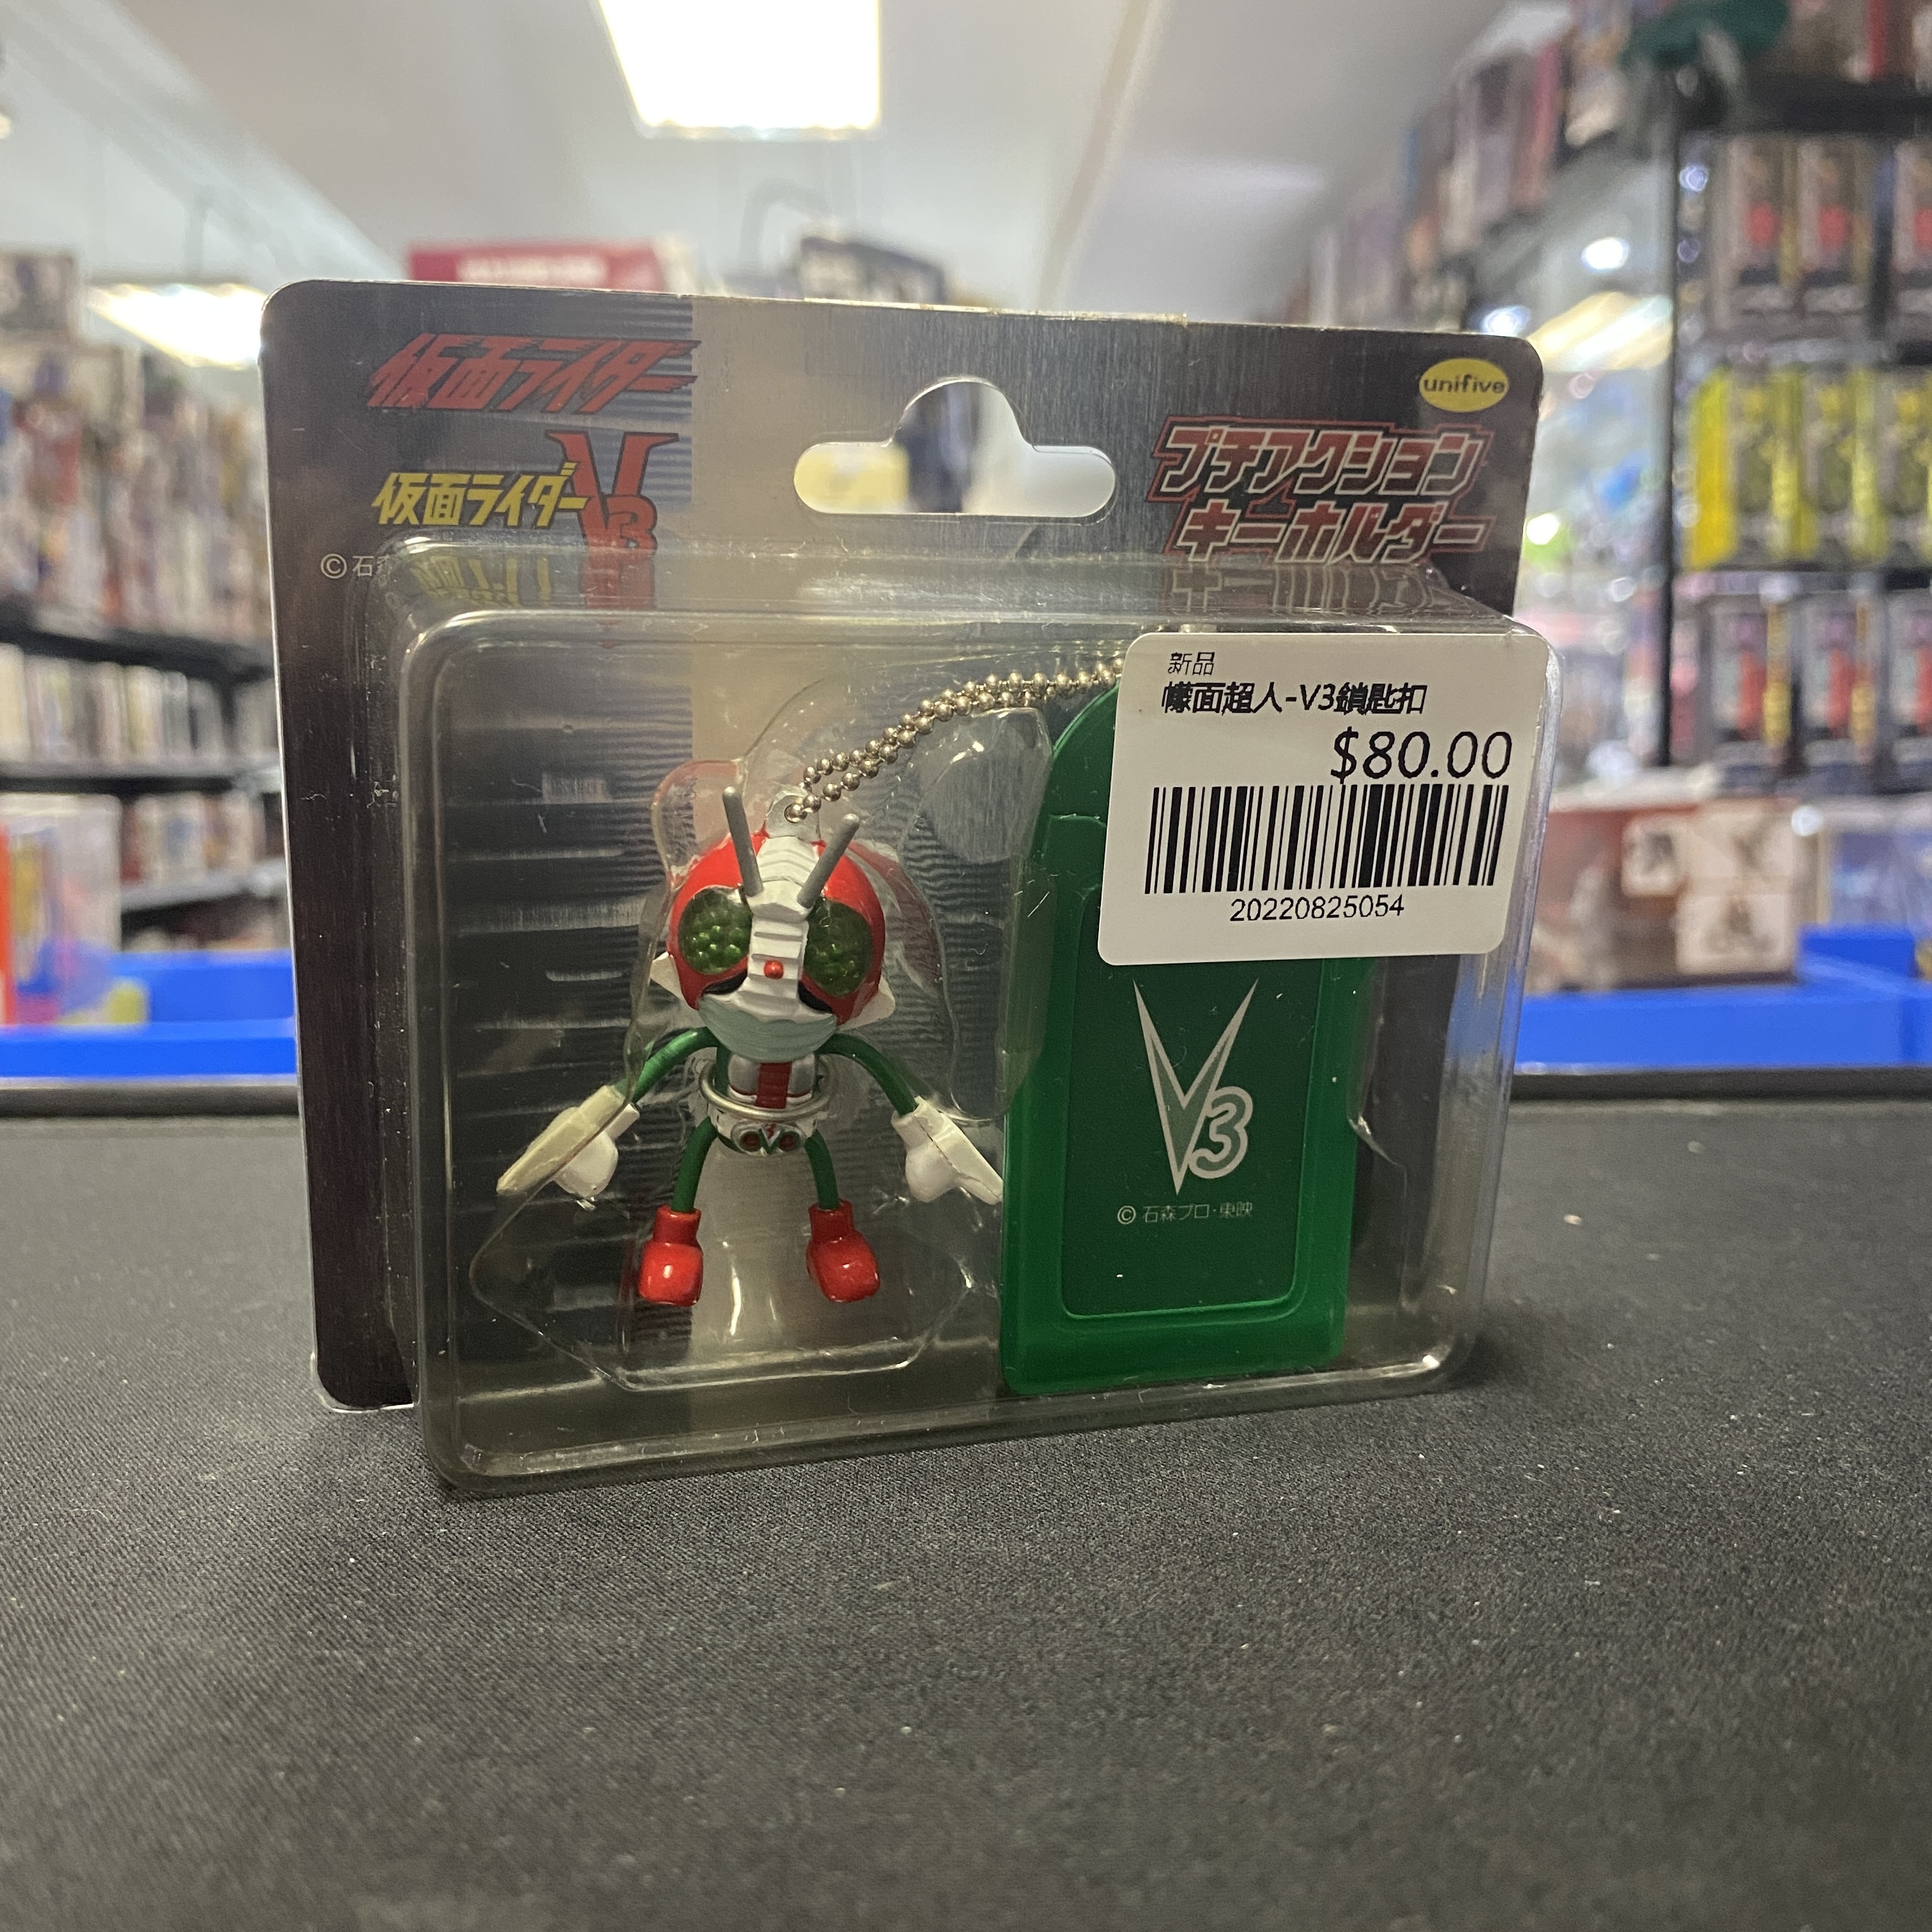 仮面ライダー
仮面ライダーV3
© 石
unifive
プチアクション
キーホルダー
新品
幪面超人-V3鎖匙扣
$80.00
20220825054
V3
© 石森プロ・東映